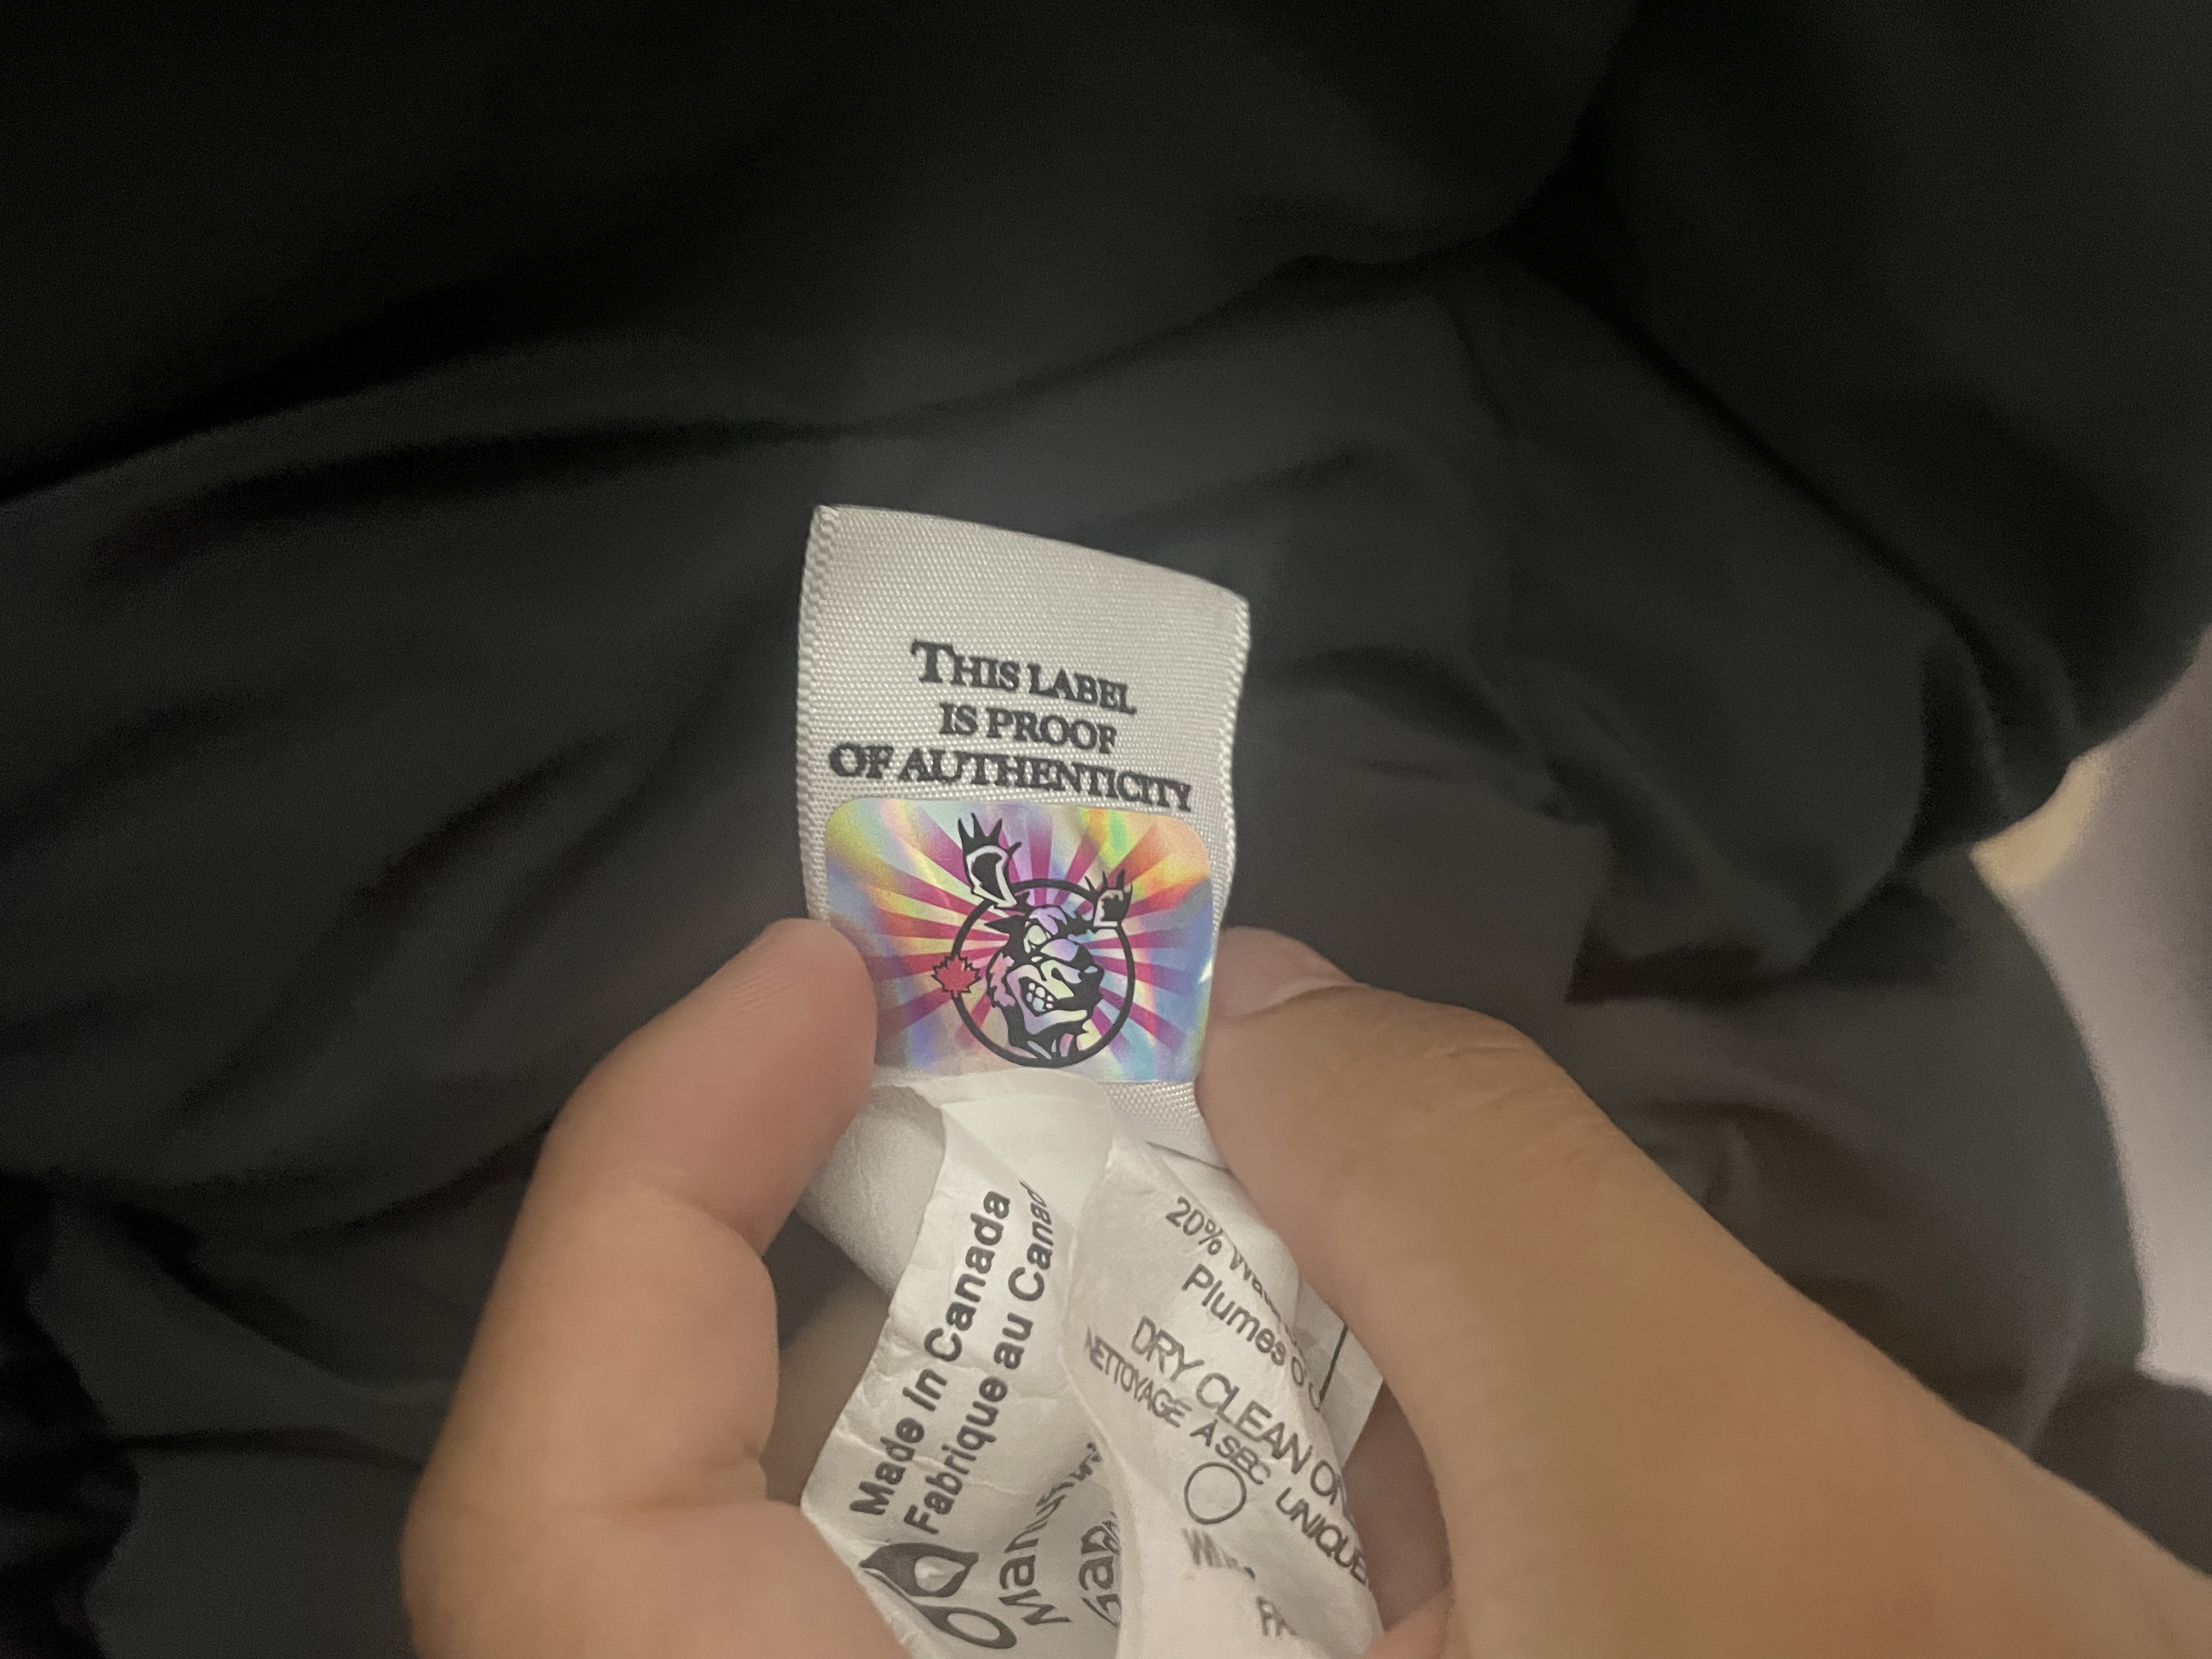 THIS LABEL
IS PROOF
OF AUTHENTICITY
Made in Canada
Fabrique au Canad
20%
Plumes
DRY CLEAN
NETTOYAGE A SEC UNIQUE